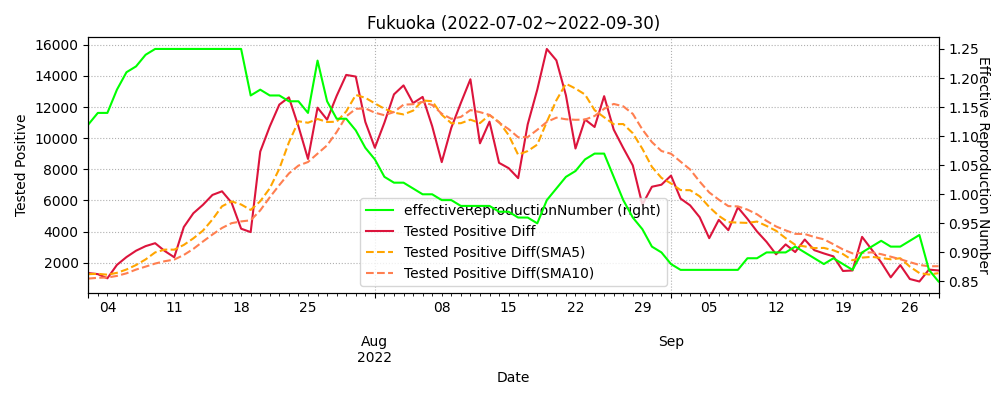 Fukuoka (2022-07-02~2022-09-30)
Tested Positive
16000
14000
12000
10000
8000
6000
4000
2000
1.25
1.20
1.15
1.10
1.05
1.00
0.95
0.90
0.85
Effective Reproduction Number
effectiveReproductionNumber (right)
Tested Positive Diff
Tested Positive Diff(SMA5)
Tested Positive Diff(SMA10)
04 11 18 25 08 15 22 29 05 12 19 26
Aug Sep
2022
Date